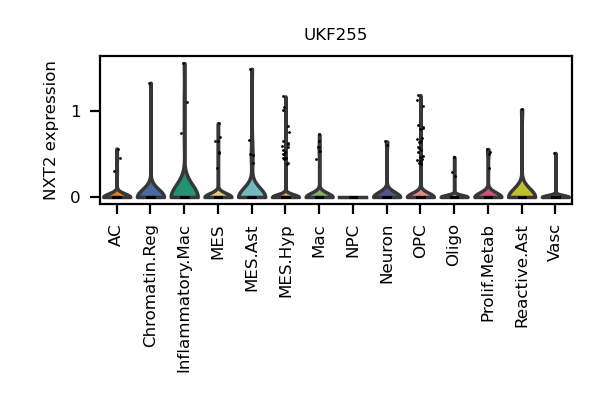 UKF255
NXT2 expression
1
0
AC
Chromatin.Reg
Inflammatory.Mac
MES
MES.Ast
MES.Hyp
Mac
NPC
Neuron
OPC
Oligo
Prolif.Metab
Reactive.Ast
Vasc